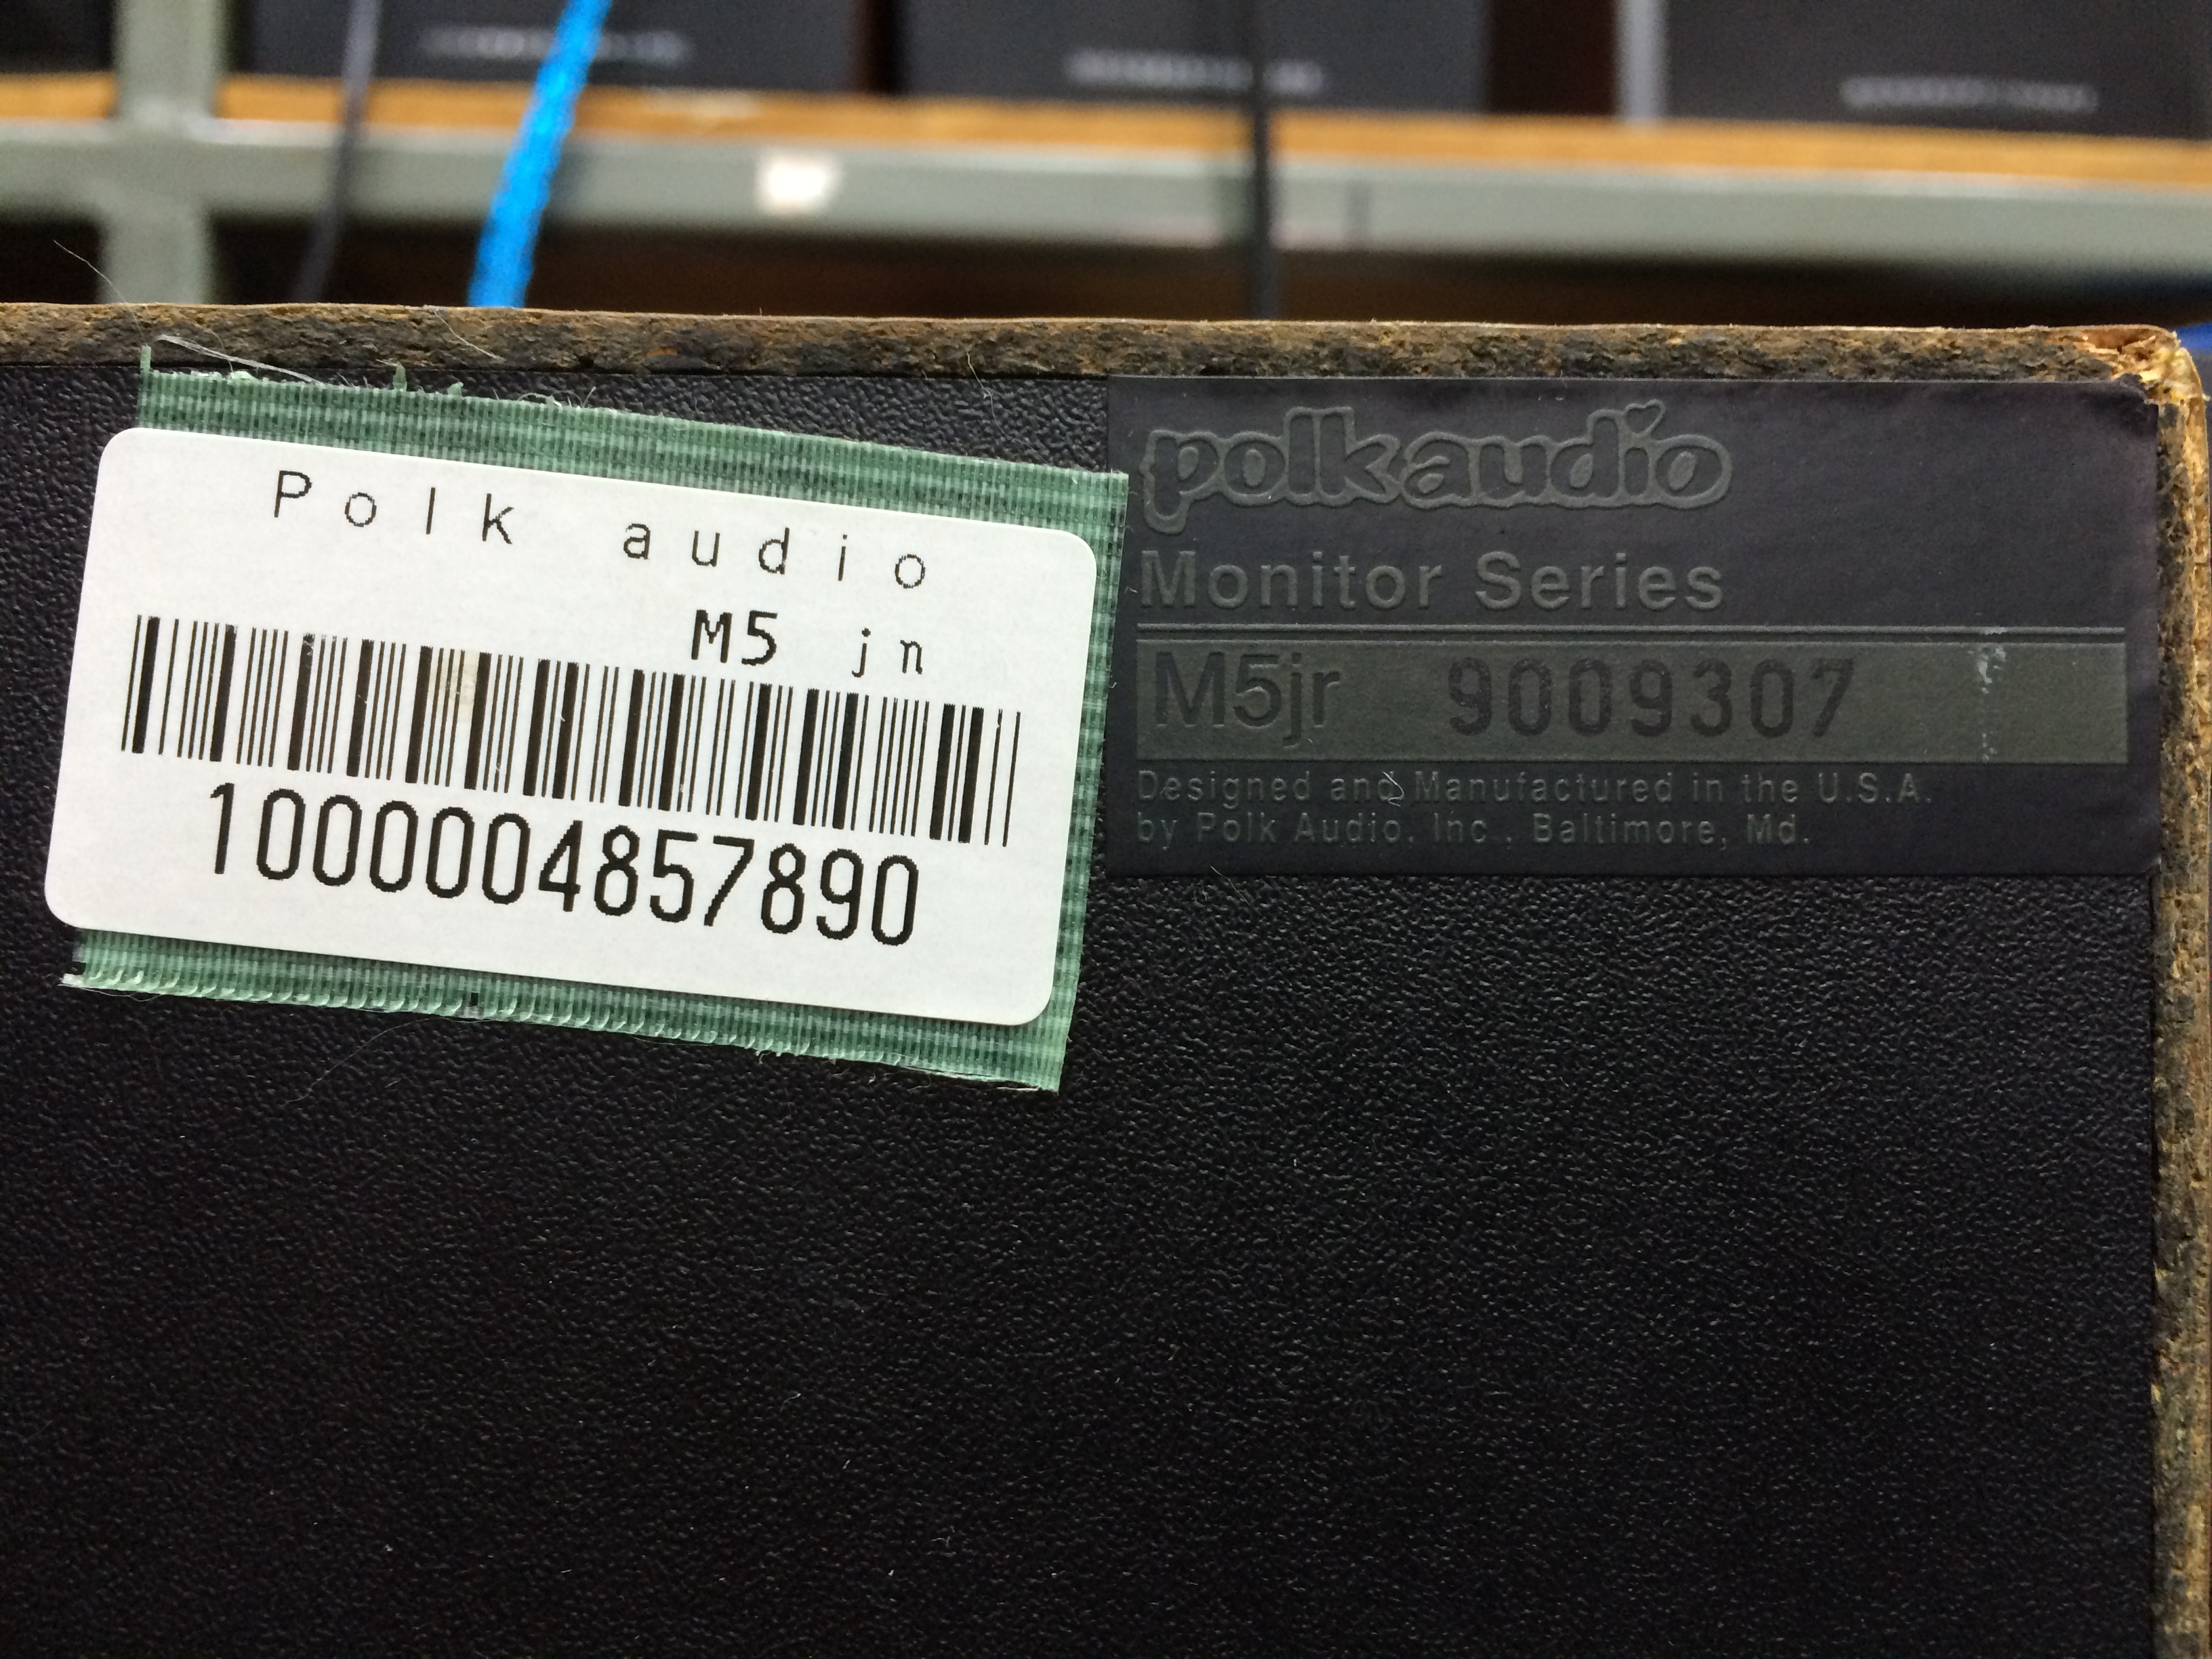 Polk audio
M5 jn
1000004857890
polkaudio
Monitor Series
M5jr 9009307
Designed and Manufactured in the U.S.A.
by Polk Audio. Inc. Baltimore, Md.